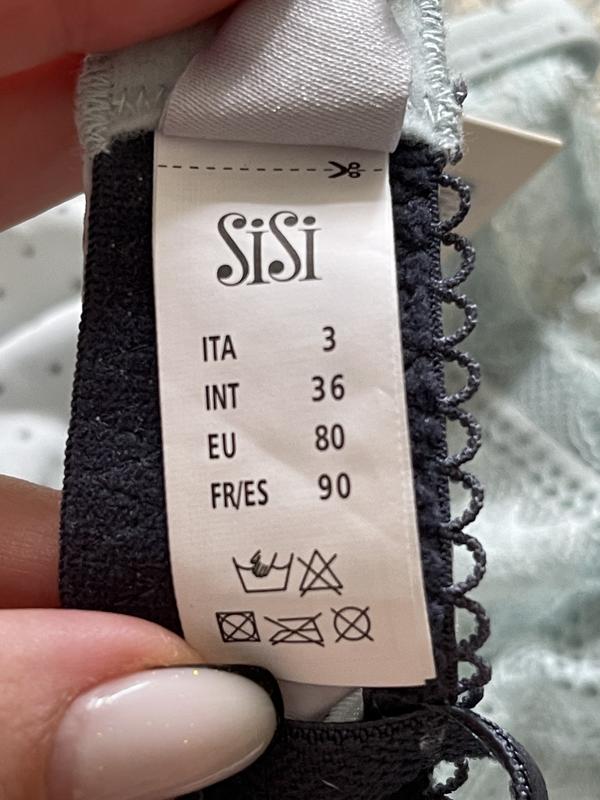 SiSi
ITA 3
INT 36
EU 80
FR/ES 90